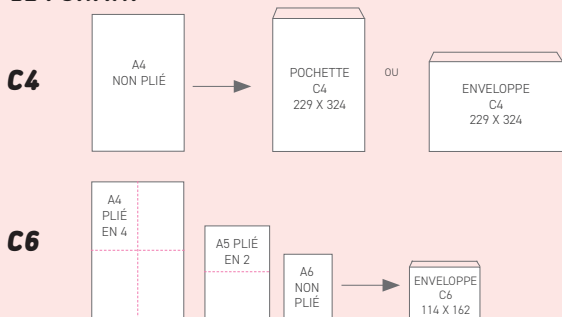 C4
A4
NON PLIÉ
POCHETTE
C4
229 X 324
OU
ENVELOPPE
C4
229 X 324
C6
A4
PLIÉ
EN 4
A5 PLIÉ
EN 2
A6
NON
PLIÉ
ENVELOPPE
C6
114 X 162